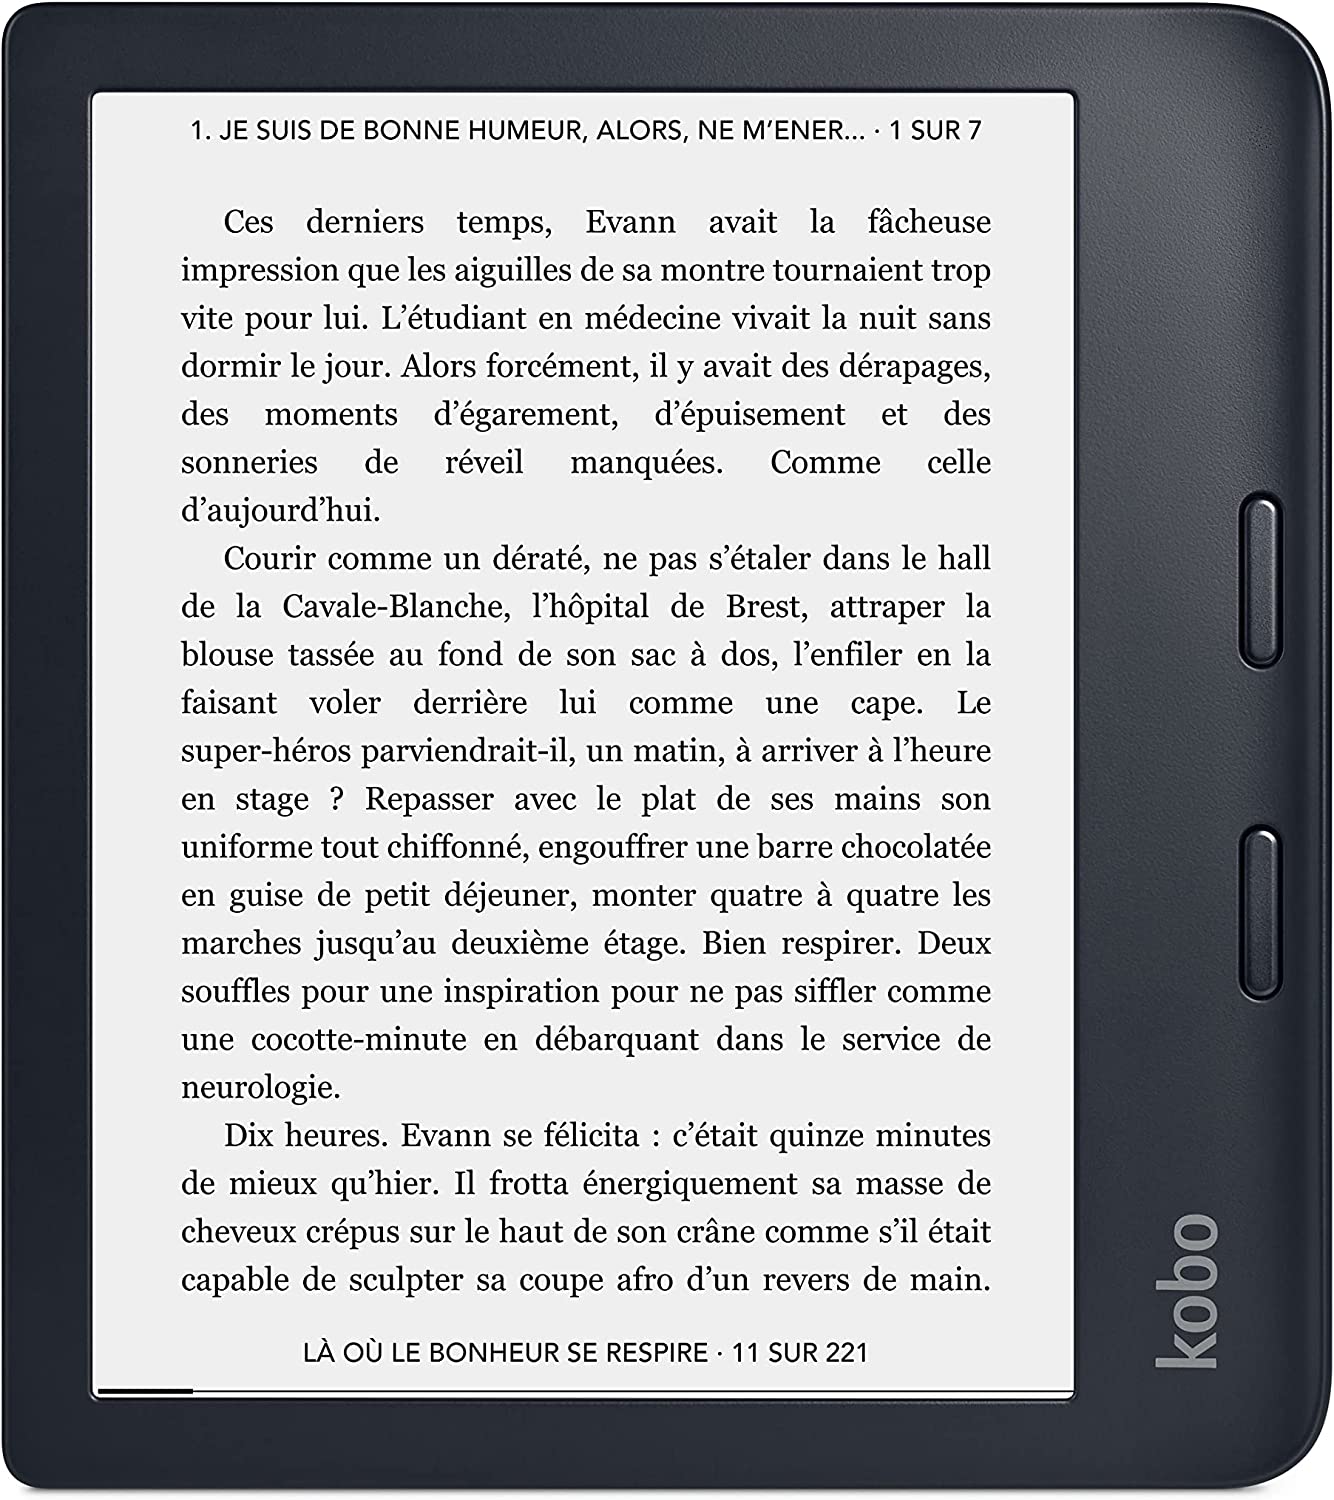 1. JE SUIS DE BONNE HUMEUR, ALORS, NE M’ENER... · 1 SUR 7
Ces derniers temps, Evann avait la fâcheuse
impression que les aiguilles de sa montre tournaient trop
vite pour lui. L’étudiant en médecine vivait la nuit sans
dormir le jour. Alors forcément, il y avait des dérapages,
des moments d’égarement, d’épuisement et des
sonneries de réveil manquées. Comme celle
d’aujourd’hui.
Courir comme un dératé, ne pas s’étaler dans le hall
de la Cavale-Blanche, l’hôpital de Brest, attraper la
blouse tassée au fond de son sac à dos, l’enfiler en la
faisant voler derrière lui comme une cape. Le
super-héros parviendrait-il, un matin, à arriver à l’heure
en stage ? Repasser avec le plat de ses mains son
uniforme tout chiffonné, engouffrer une barre chocolatée
en guise de petit déjeuner, monter quatre à quatre les
marches jusqu’au deuxième étage. Bien respirer. Deux
souffles pour une inspiration pour ne pas siffler comme
une cocotte-minute en débarquant dans le service de
neurologie.
Dix heures. Evann se félicita : c’était quinze minutes
de mieux qu’hier. Il frotta énergiquement sa masse de
cheveux crépus sur le haut de son crâne comme s’il était
capable de sculpter sa coupe afro d’un revers de main.
LÀ OÙ LE BONHEUR SE RESPIRE · 11 SUR 221
kobo